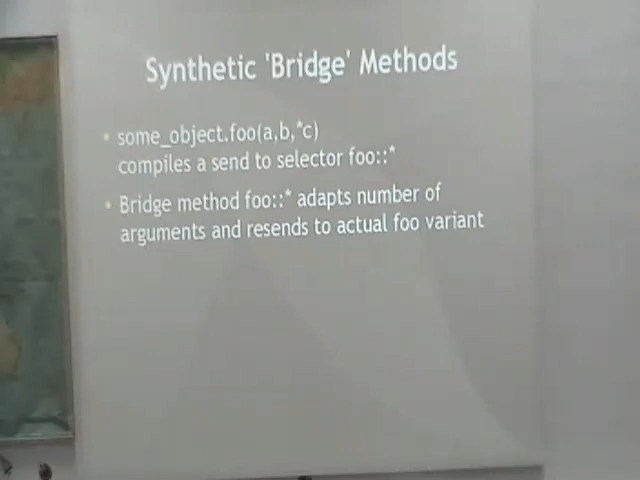 Synthetic 'Bridge' Methods
• some_object.foo(a,b,*c)
compiles a send to selector foo::*
• Bridge method foo::* adapts number of
arguments and resends to actual foo variant